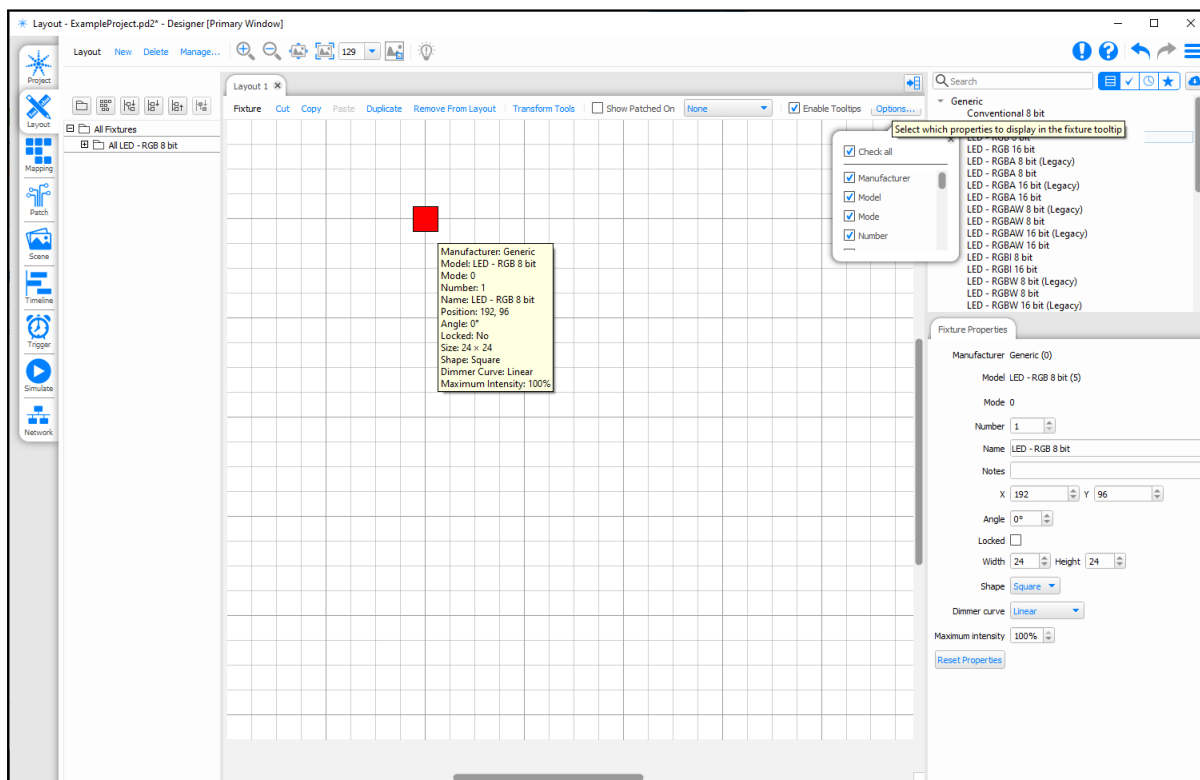 Layout - ExampleProject.pd2* - Designer [Primary Window]
Project
Layout
Mapping
Patch
Scene
Timeline
Trigger
Simulate
Network
Layout New Delete Manage...
129
All Fixtures
All LED - RGB 8 bit
Layout 1
Fixture Cut Copy Paste Duplicate Remove From Layout Transform Tools Show Patched On None Enable Tooltips Options...
Select which properties to display in the fixture tooltip
Check all
Manufacturer
Model
Mode
Number
Manufacturer: Generic
Model: LED - RGB 8 bit
Mode: 0
Number: 1
Name: LED - RGB 8 bit
Position: 192, 96
Angle: 0°
Locked: No
Size: 24 × 24
Shape: Square
Dimmer Curve: Linear
Maximum Intensity: 100%
Search
Generic
Conventional 8 bit
LED - RGB 8 bit
LED - RGB 16 bit
LED - RGBA 8 bit (Legacy)
LED - RGBA 8 bit
LED - RGBA 16 bit (Legacy)
LED - RGBA 16 bit
LED - RGBAW 8 bit (Legacy)
LED - RGBAW 8 bit
LED - RGBAW 16 bit (Legacy)
LED - RGBAW 16 bit
LED - RGBI 8 bit
LED - RGBI 16 bit
LED - RGBW 8 bit (Legacy)
LED - RGBW 8 bit
LED - RGBW 16 bit (Legacy)
Fixture Properties
Manufacturer Generic (0)
Model LED - RGB 8 bit (5)
Mode 0
Number 1
Name LED - RGB 8 bit
Notes
X 192 Y 96
Angle 0°
Locked
Width 24 Height 24
Shape Square
Dimmer curve Linear
Maximum intensity 100%
Reset Properties